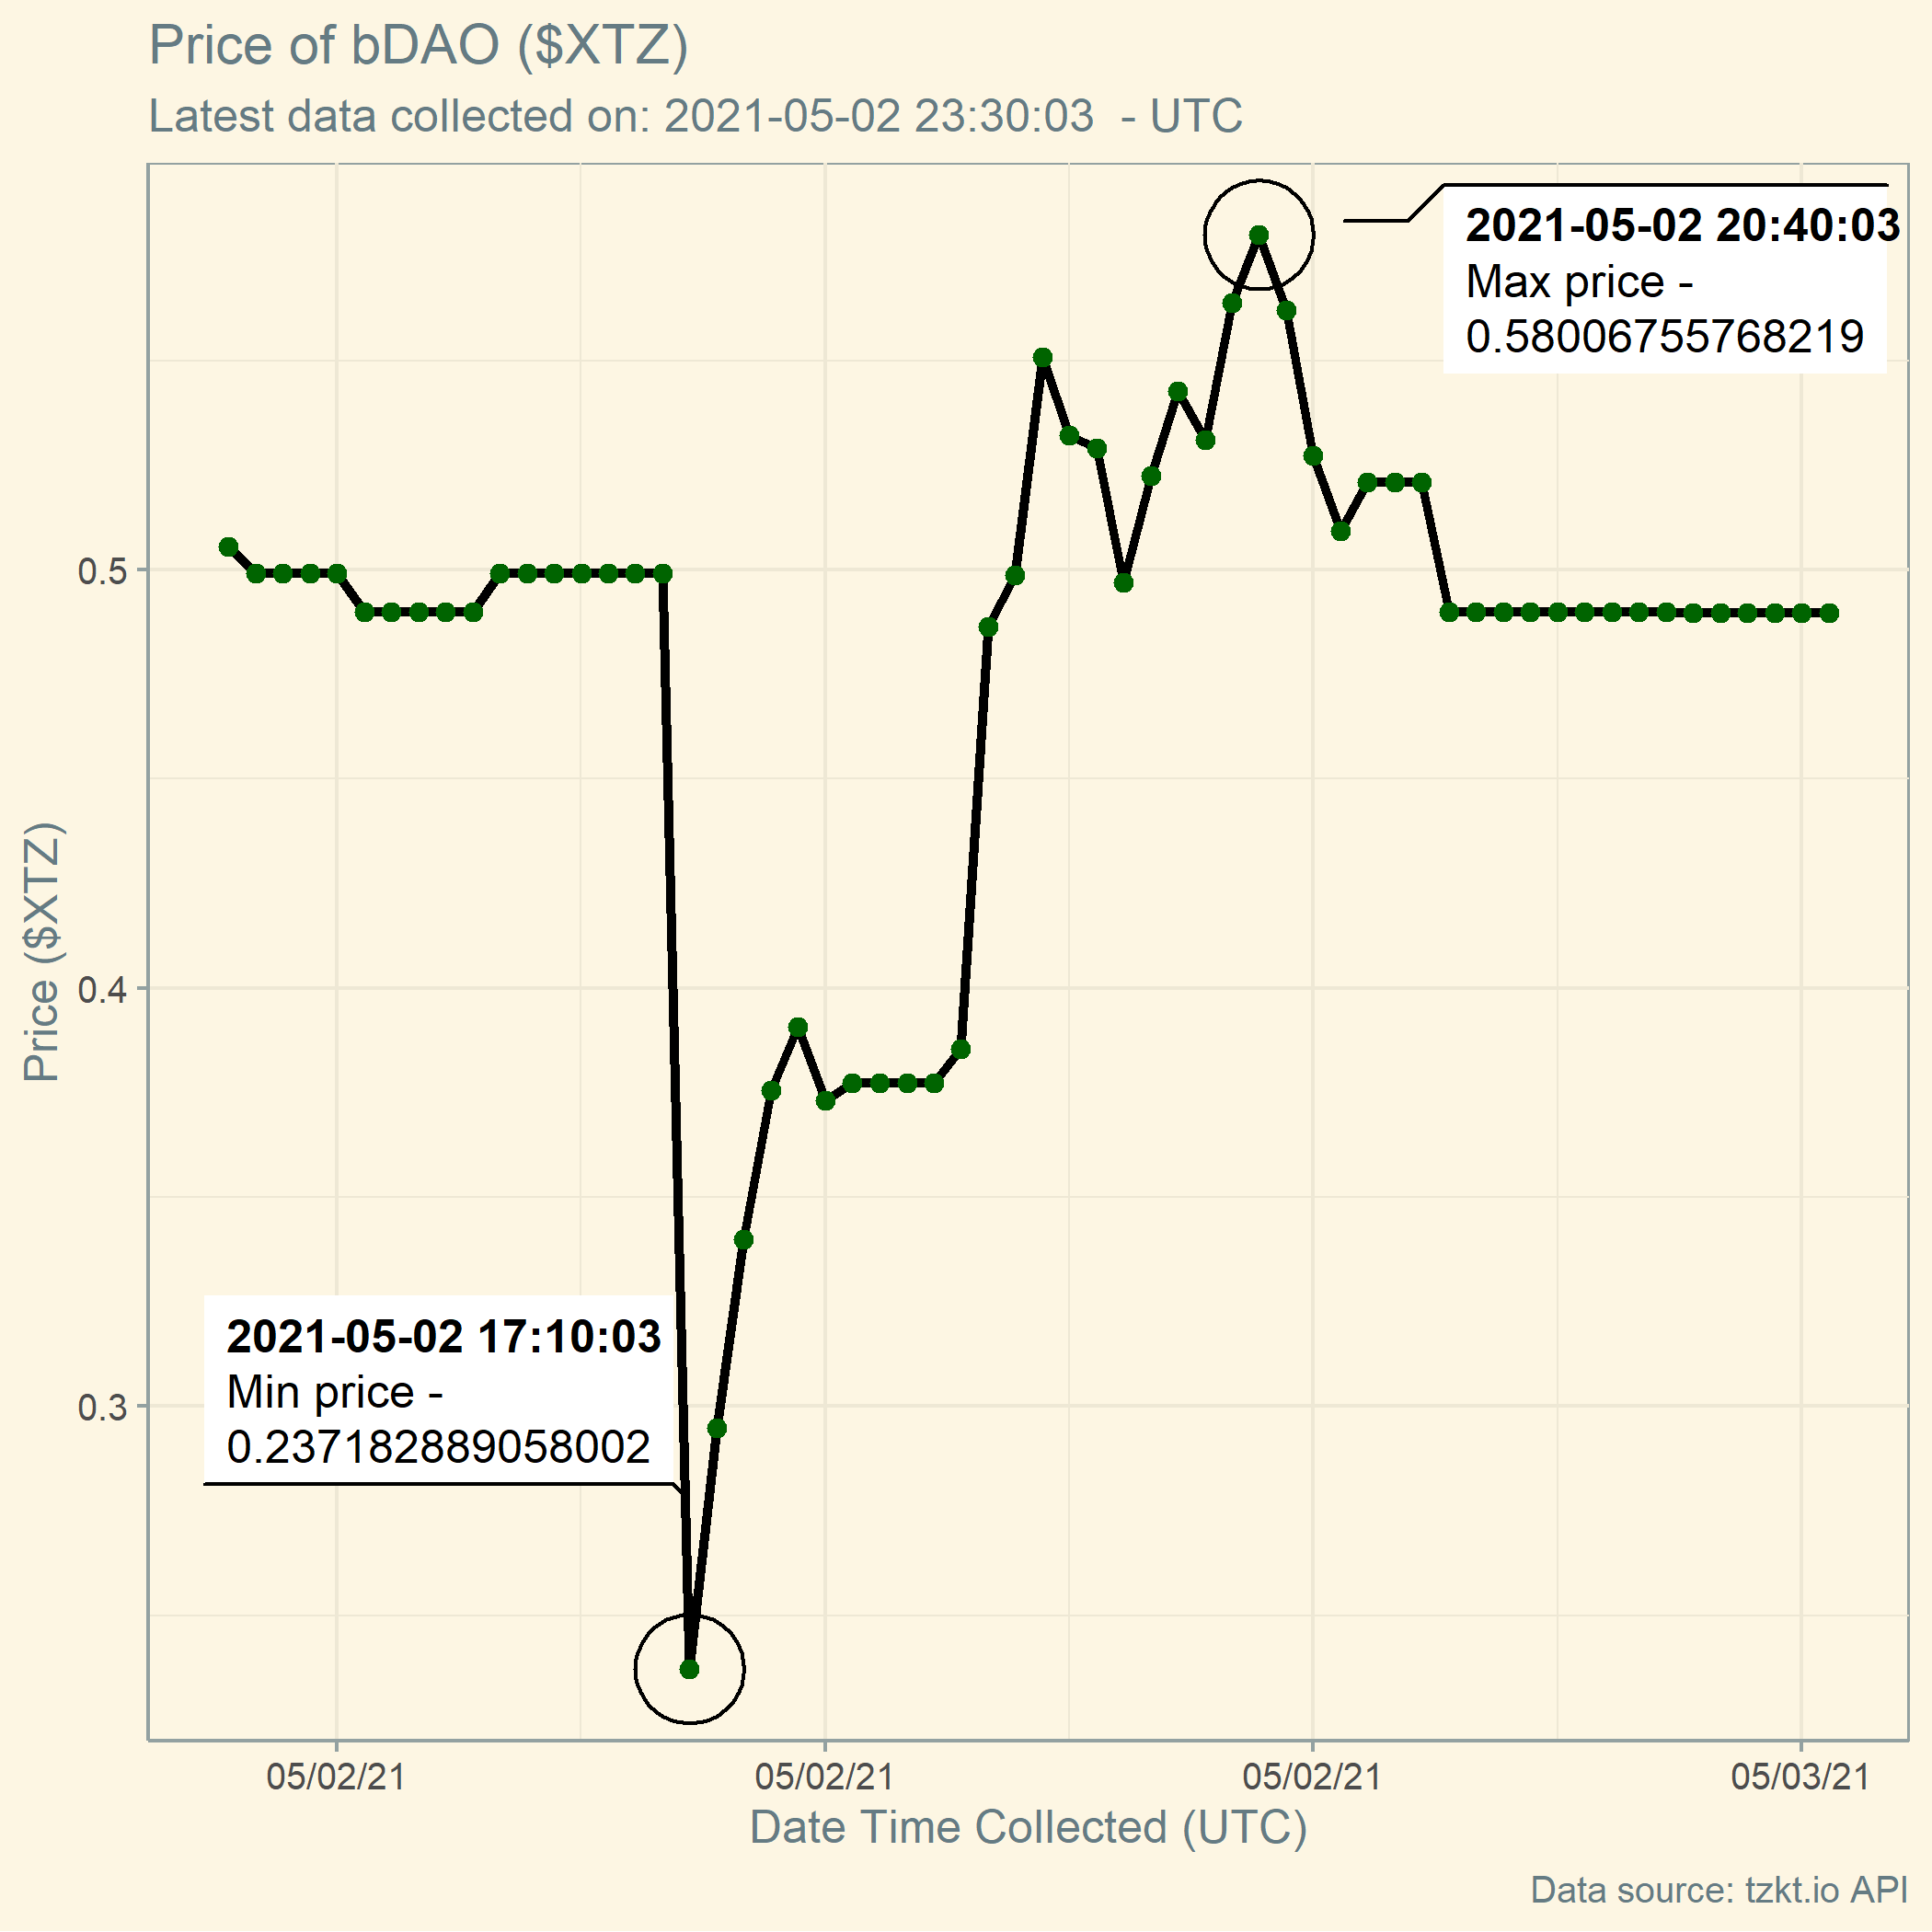 Price of bDAO ($XTZ)
Latest data collected on: 2021-05-02 23:30:03  - UTC
2021-05-02 20:40:03
Max price -
0.58006755768219
0.5
Price ($XTZ)
0.4
2021-05-02 17:10:03
Min price -
0.237182889058002
0.3
05/02/21
05/02/21
05/02/21
05/03/21
Date Time Collected (UTC)
Data source: tzkt.io API